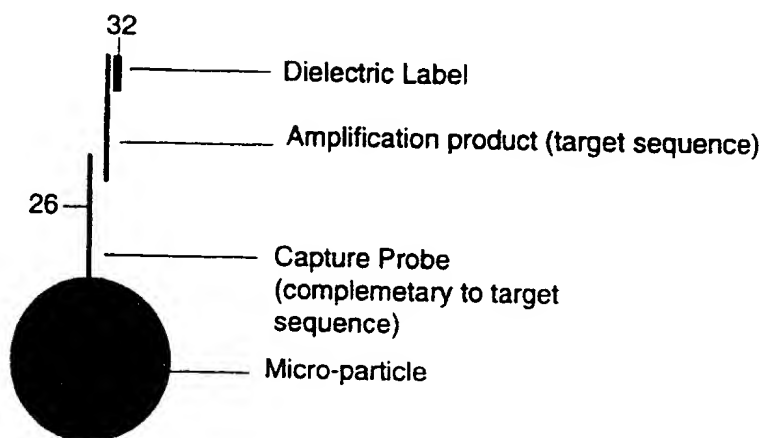 32
Dielectric Label
Amplification product (target sequence)
26
Capture Probe
(complemetary to target
sequence)
Micro-particle